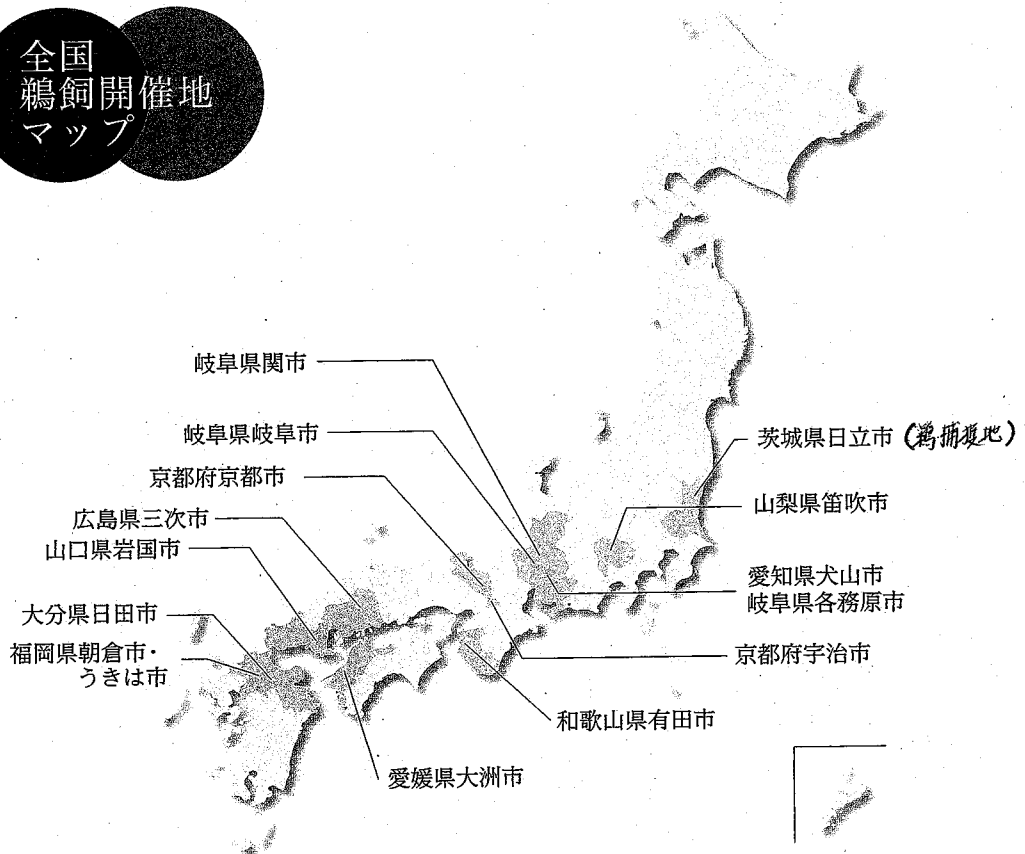 全国
鵜飼開催地
マップ
岐阜県関市
岐阜県岐阜市
京都府京都市
広島県三次市
山口県岩国市
大分県日田市
福岡県朝倉市・
うきは市
茨城県日立市 (鵜捕獲地)
山梨県笛吹市
愛知県犬山市
岐阜県各務原市
京都府宇治市
和歌山県有田市
愛媛県大洲市